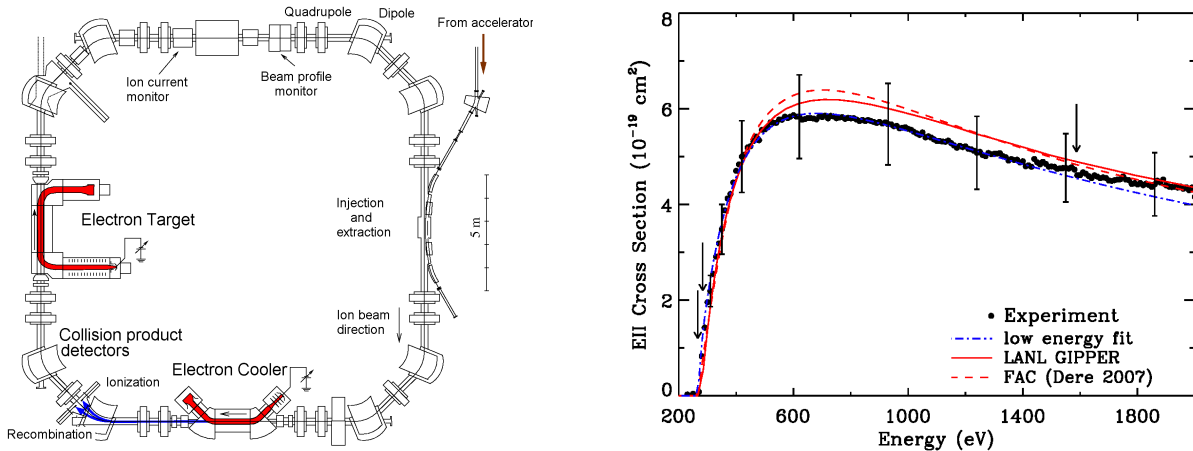 Quadrupole
Dipole
From accelerator
Ion current
monitor
Beam profile
monitor
Electron Target
Injection and
extraction
5 m
Ion beam
direction
Collision product
detectors
Electron Cooler
Ionization
Recombination
EII Cross Section (10⁻¹⁹ cm²)
8
6
4
2
0
Experiment
low energy fit
LANL GIPPER
FAC (Dere 2007)
200
600
1000
1400
1800
Energy (eV)